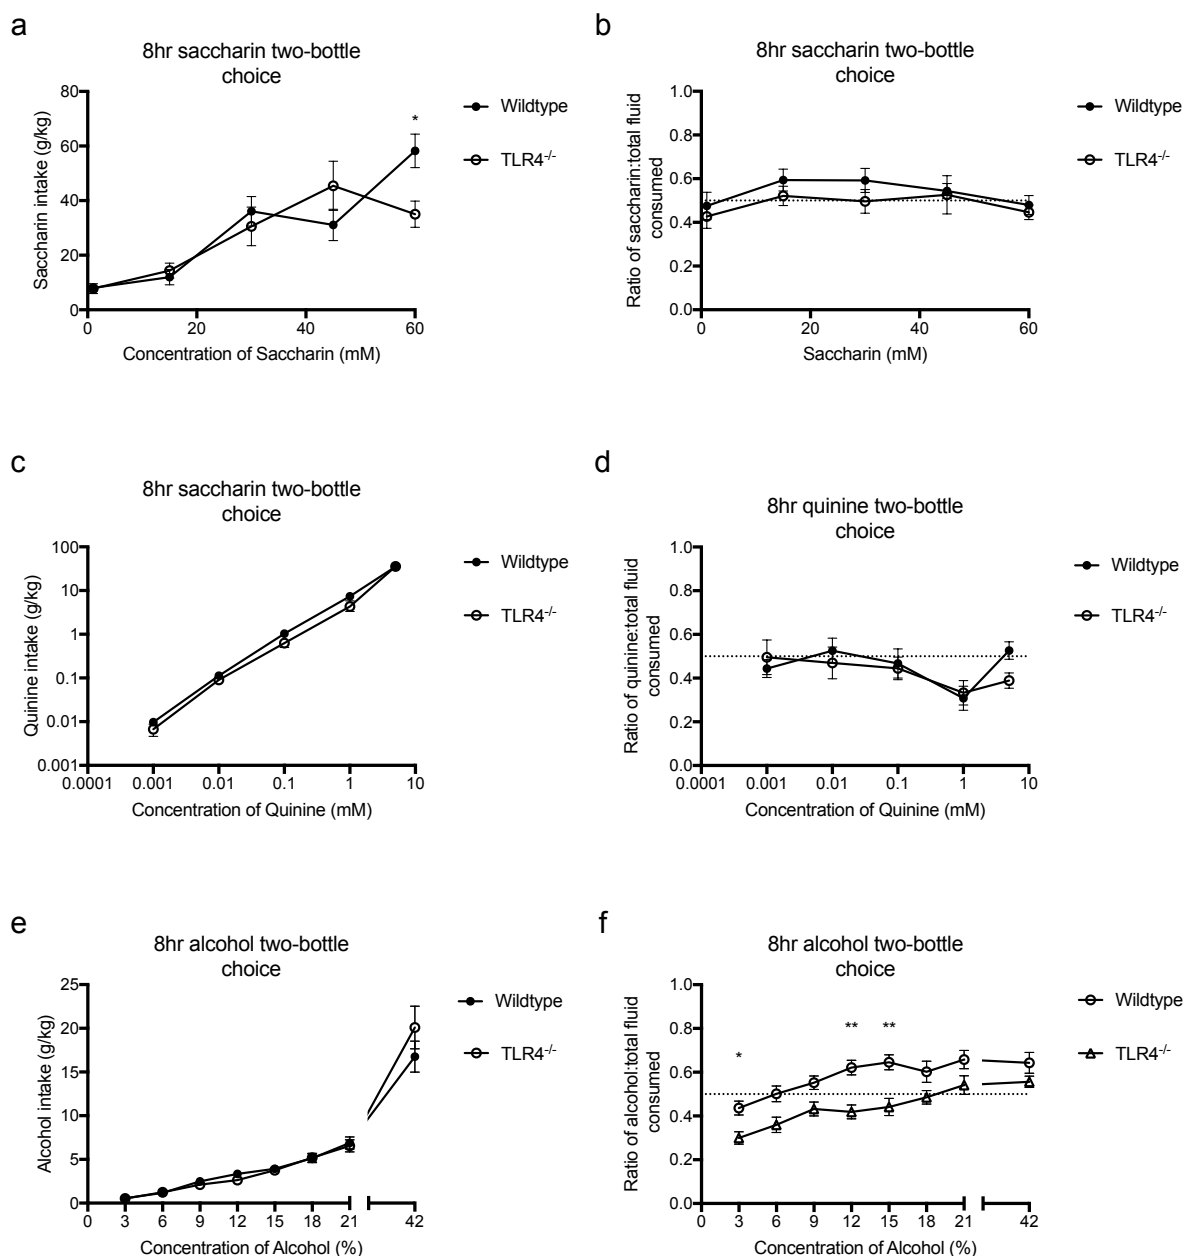 a
8hr saccharin two-bottle
choice
80
60
40
20
0
Saccharin intake (g/kg)
*
Wildtype
TLR4-/-
0 20 40 60
Concentration of Saccharin (mM)
b
8hr saccharin two-bottle
choice
1.0
0.8
0.6
0.4
0.2
0.0
Ratio of saccharin:total fluid
consumed
Wildtype
TLR4-/-
0 20 40 60
Saccharin (mM)
c
8hr saccharin two-bottle
choice
100
10
1
0.1
0.01
0.001
Quinine intake (g/kg)
Wildtype
TLR4-/-
0.0001 0.001 0.01 0.1 1 10
Concentration of Quinine (mM)
d
8hr quinine two-bottle
choice
1.0
0.8
0.6
0.4
0.2
0.0
Ratio of quinine:total fluid
consumed
Wildtype
TLR4-/-
0.0001 0.001 0.01 0.1 1 10
Concentration of Quinine (mM)
e
8hr alcohol two-bottle
choice
25
20
15
10
5
0
Alcohol intake (g/kg)
Wildtype
TLR4-/-
0 3 6 9 12 15 18 21 42
Concentration of Alcohol (%)
f
8hr alcohol two-bottle
choice
1.0
0.8
0.6
0.4
0.2
0.0
Ratio of alcohol:total fluid
consumed
* ** **
Wildtype
TLR4-/-
0 3 6 9 12 15 18 21 42
Concentration of Alcohol (%)